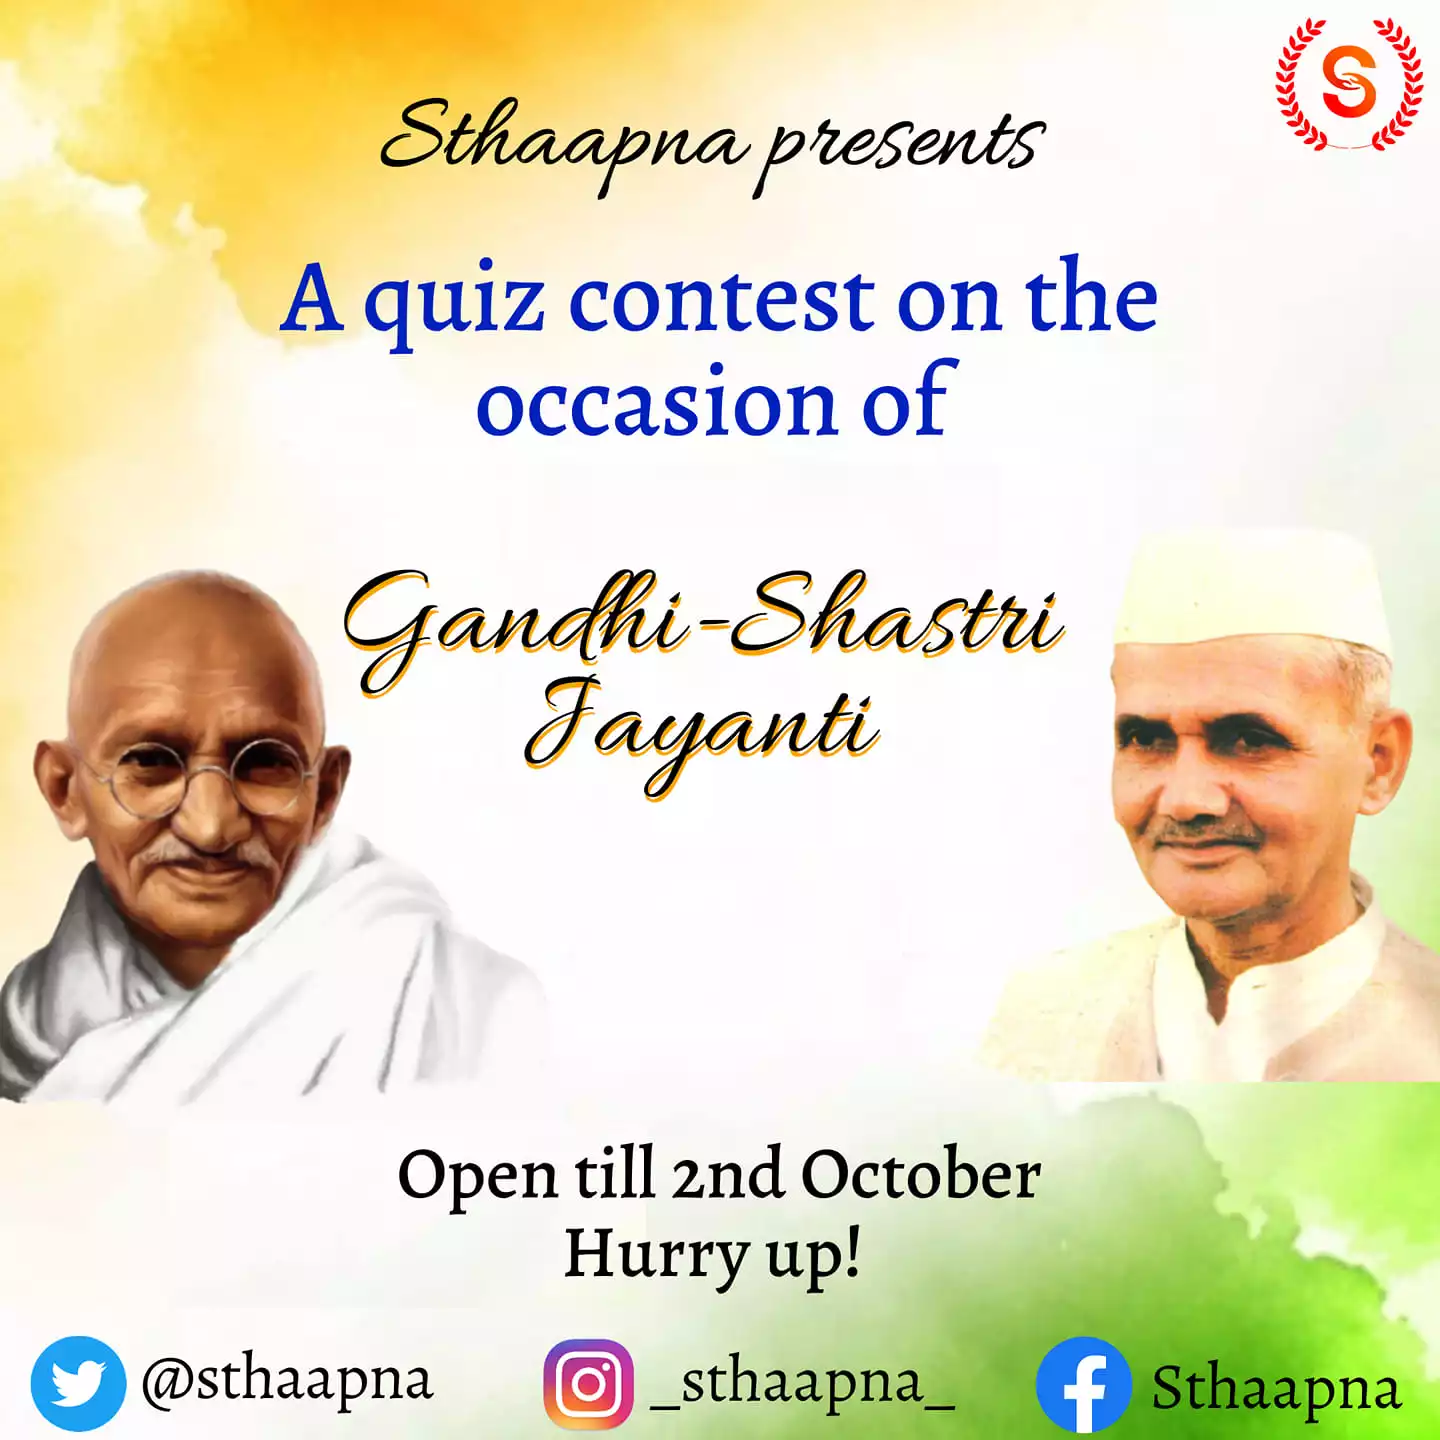 S
Sthaapna presents
A quiz contest on the
occasion of
Gandhi-Shastri
Jayanti
Open till 2nd October
Hurry up!
@sthaapna
_sthaapna_
Sthaapna